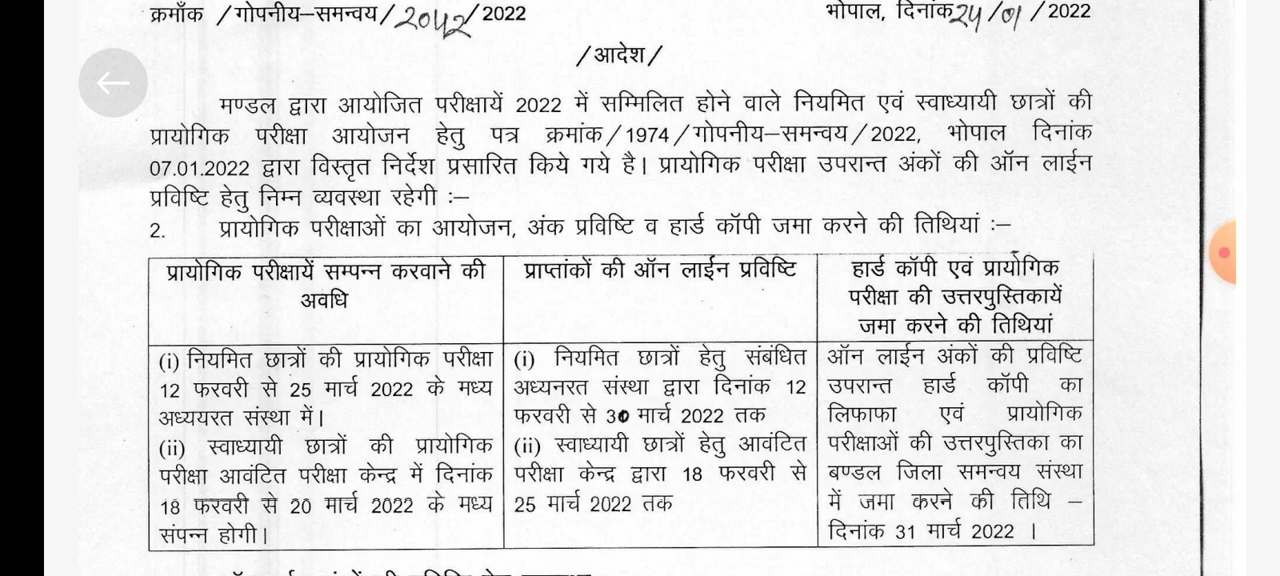 क्रमाँक /गोपनीय–समन्वय/2042/2022 भोपाल, दिनांक 24/01/2022
/आदेश/
मण्डल द्वारा आयोजित परीक्षायें 2022 में सम्मिलित होने वाले नियमित एवं स्वाध्यायी छात्रों की
प्रायोगिक परीक्षा आयोजन हेतु पत्र क्रमांक/1974/गोपनीय–समन्वय/2022, भोपाल दिनांक
07.01.2022 द्वारा विस्तृत निर्देश प्रसारित किये गये है। प्रायोगिक परीक्षा उपरान्त अंकों की ऑन लाईन
प्रविष्टि हेतु निम्न व्यवस्था रहेगी :–
2. प्रायोगिक परीक्षाओं का आयोजन, अंक प्रविष्टि व हार्ड कॉपी जमा करने की तिथियां :–
प्रायोगिक परीक्षायें सम्पन्न करवाने की
अवधि
प्राप्तांकों की ऑन लाईन प्रविष्टि
हार्ड कॉपी एवं प्रायोगिक
परीक्षा की उत्तरपुस्तिकायें
जमा करने की तिथियां
(i) नियमित छात्रों की प्रायोगिक परीक्षा
12 फरवरी से 25 मार्च 2022 के मध्य
अध्ययरत संस्था में।
(ii) स्वाध्यायी छात्रों की प्रायोगिक
परीक्षा आवंटित परीक्षा केन्द्र में दिनांक
18 फरवरी से 20 मार्च 2022 के मध्य
संपन्न होगी।
(i) नियमित छात्रों हेतु संबंधित
अध्यनरत संस्था द्वारा दिनांक 12
फरवरी से 30 मार्च 2022 तक
(ii) स्वाध्यायी छात्रों हेतु आवंटित
परीक्षा केन्द्र द्वारा 18 फरवरी से
25 मार्च 2022 तक
ऑन लाईन अंकों की प्रविष्टि
उपरान्त हार्ड कॉपी का
लिफाफा एवं प्रायोगिक
परीक्षाओं की उत्तरपुस्तिका का
बण्डल जिला समन्वय संस्था
में जमा करने की तिथि –
दिनांक 31 मार्च 2022 ।